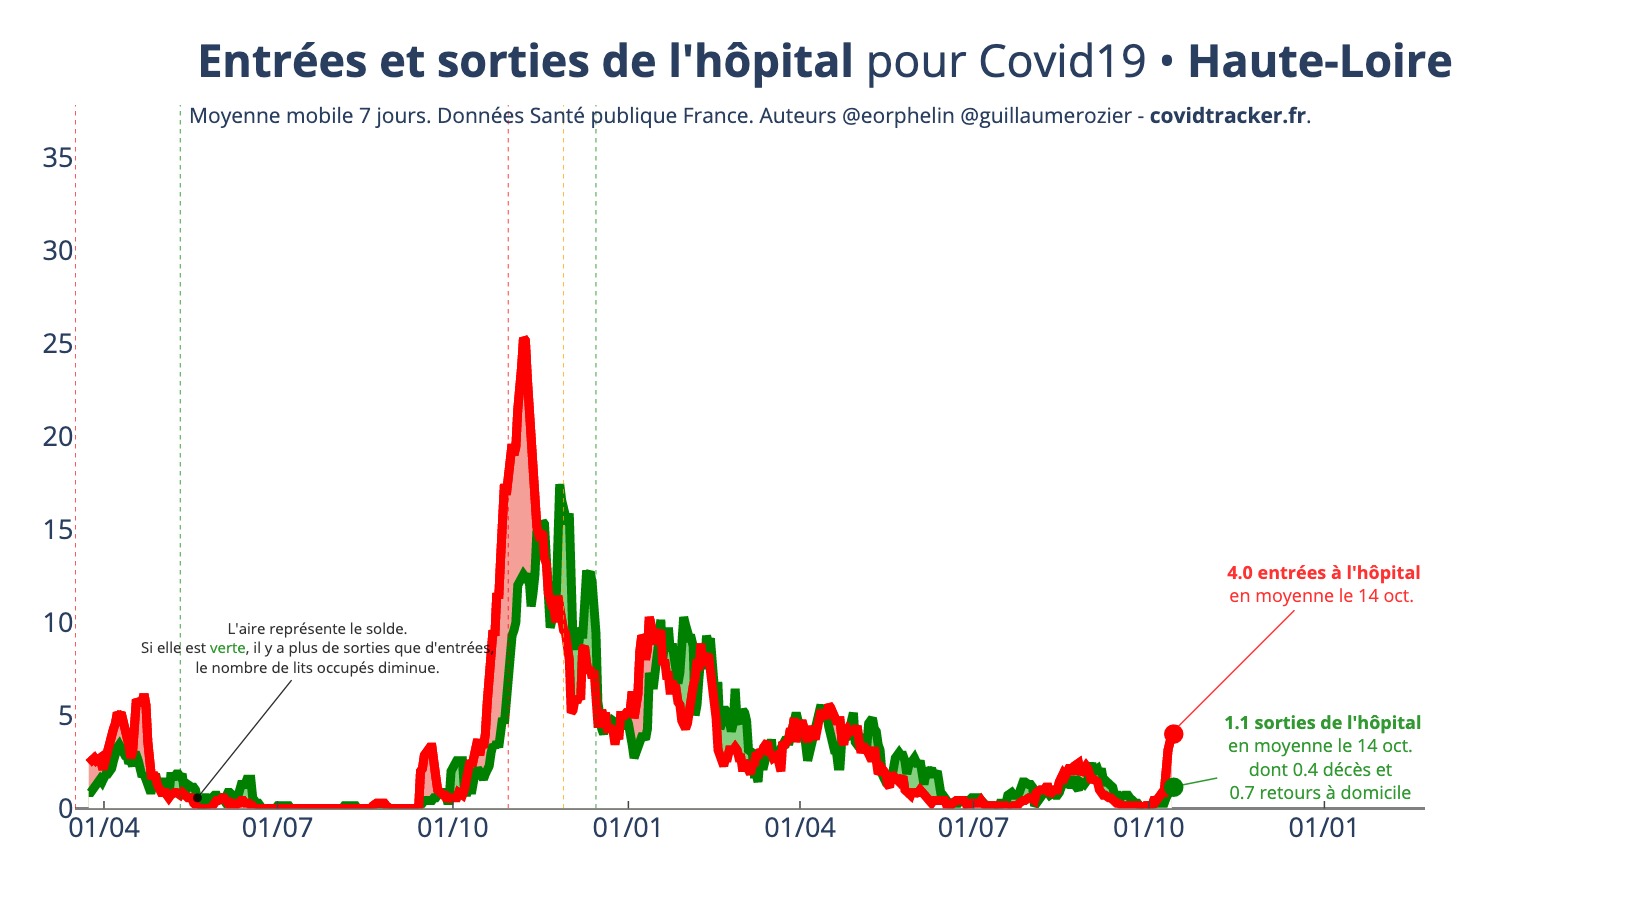 Entrées et sorties de l'hôpital pour Covid19 • Haute-Loire
Moyenne mobile 7 jours. Données Santé publique France. Auteurs @eorphelin @guillaumerozier - covidtracker.fr.
35
30
25
20
15
10
5
0
L'aire représente le solde.
Si elle est verte, il y a plus de sorties que d'entrées,
le nombre de lits occupés diminue.
4.0 entrées à l'hôpital
en moyenne le 14 oct.
1.1 sorties de l'hôpital
en moyenne le 14 oct.
dont 0.4 décès et
0.7 retours à domicile
01/04 01/07 01/10 01/01 01/04 01/07 01/10 01/01